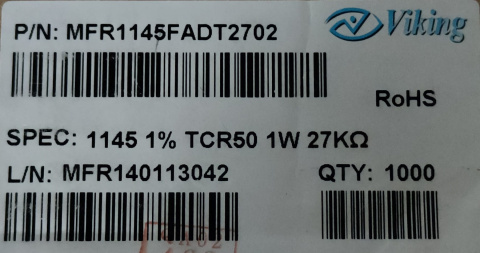 P/N: MFR1145FADT2702
Viking
RoHS
SPEC: 1145 1% TCR50 1W 27KΩ
L/N: MFR140113042
QTY: 1000